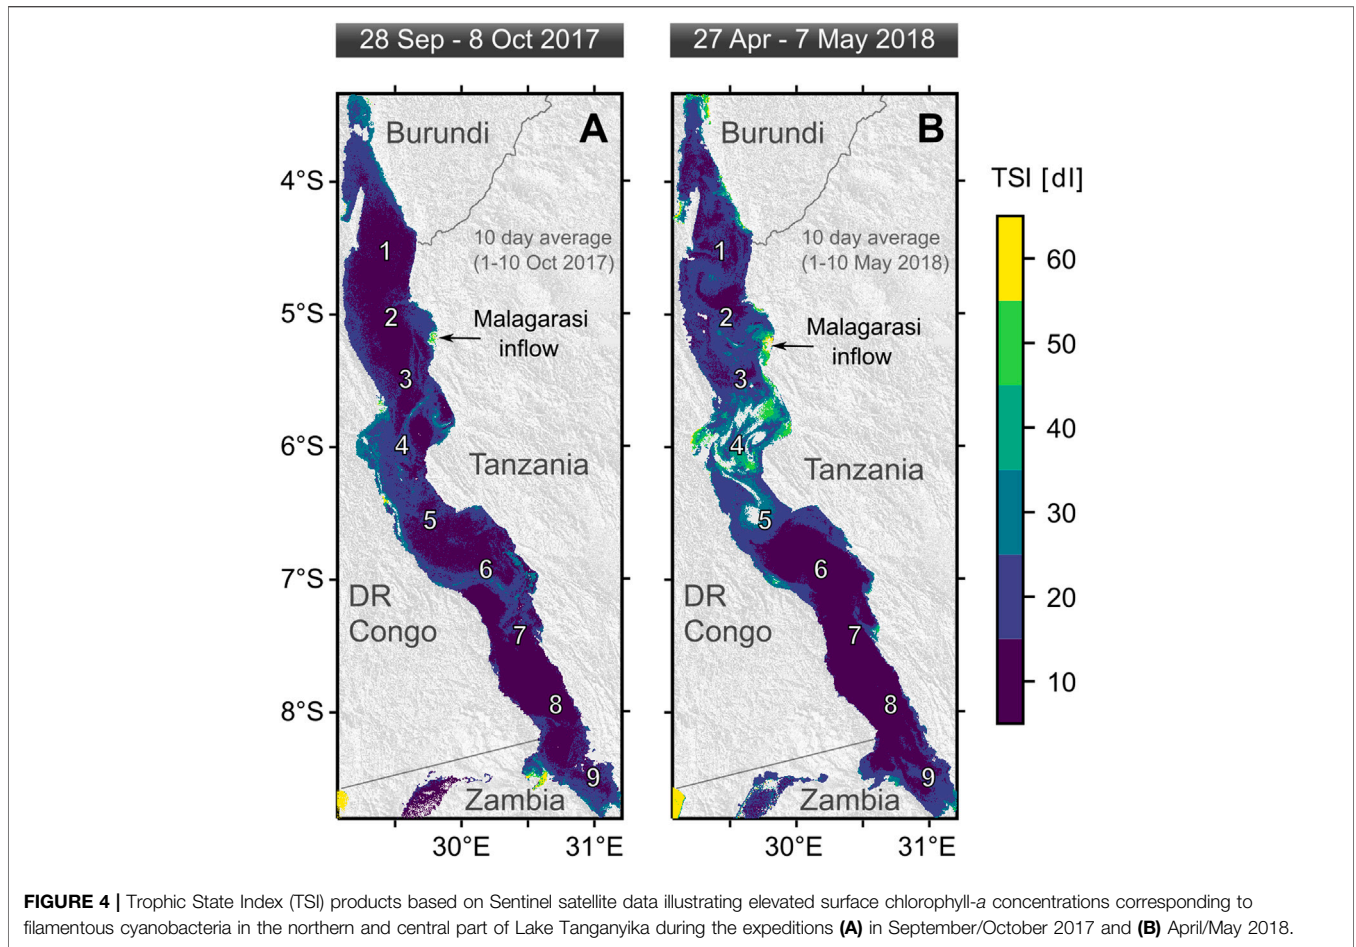 28 Sep - 8 Oct 2017
27 Apr - 7 May 2018
A
Burundi
4°S
10 day average
(1-10 Oct 2017)
1
5°S
2
Malagarasi
inflow
3
6°S
4
Tanzania
5
6
7°S
DR
Congo
7
8
8°S
9
Zambia
30°E
31°E
B
Burundi
10 day average
(1-10 May 2018)
1
2
Malagarasi
inflow
3
4
Tanzania
5
6
DR
Congo
7
8
9
Zambia
30°E
31°E
TSI [dl]
60
50
40
30
20
10
FIGURE 4 | Trophic State Index (TSI) products based on Sentinel satellite data illustrating elevated surface chlorophyll-a concentrations corresponding to
filamentous cyanobacteria in the northern and central part of Lake Tanganyika during the expeditions (A) in September/October 2017 and (B) April/May 2018.